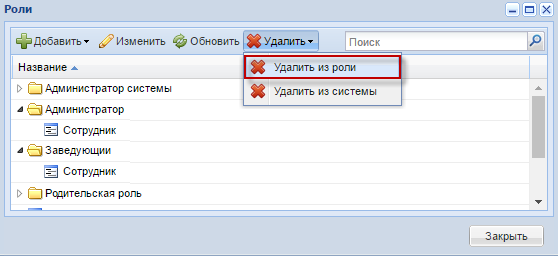 Роли
Добавить Изменить Обновить Удалить Поиск
Удалить из роли
Удалить из системы
Название
Администратор системы
Администратор
Сотрудник
Заведующии
Сотрудник
Родительская роль
Закрыть